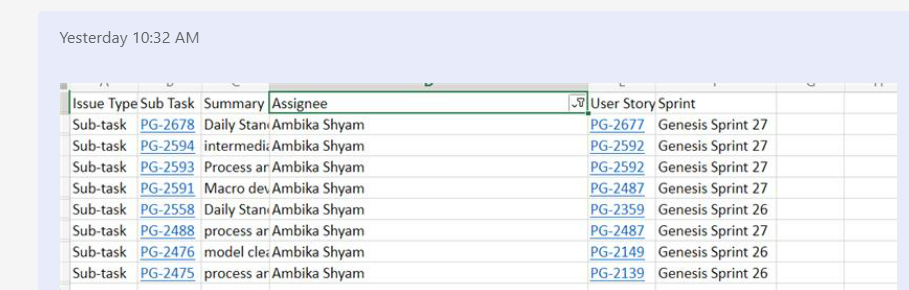 Yesterday 10:32 AM
Issue Type Sub Task Summary Assignee User Story Sprint
Sub-task PG-2678 Daily Stan Ambika Shyam PG-2677 Genesis Sprint 27
Sub-task PG-2594 intermedi Ambika Shyam PG-2592 Genesis Sprint 27
Sub-task PG-2593 Process an Ambika Shyam PG-2592 Genesis Sprint 27
Sub-task PG-2591 Macro dev Ambika Shyam PG-2487 Genesis Sprint 27
Sub-task PG-2558 Daily Stan Ambika Shyam PG-2359 Genesis Sprint 26
Sub-task PG-2488 process ar Ambika Shyam PG-2487 Genesis Sprint 27
Sub-task PG-2476 model clea Ambika Shyam PG-2149 Genesis Sprint 26
Sub-task PG-2475 process ar Ambika Shyam PG-2139 Genesis Sprint 26